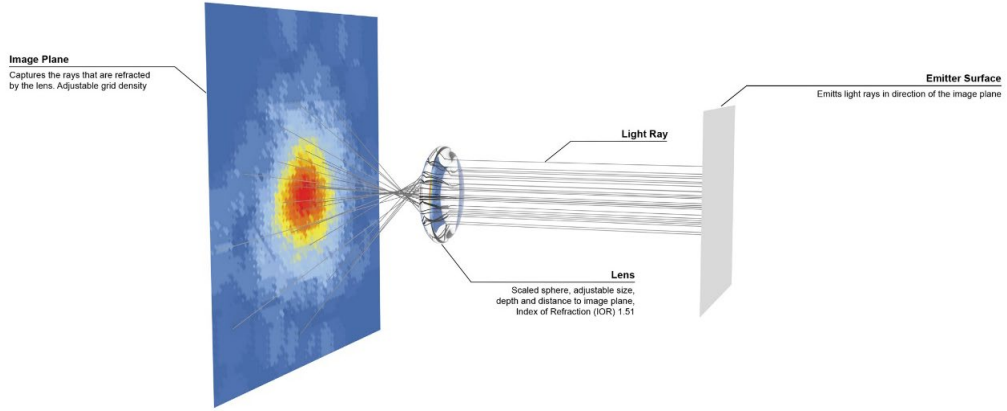 Image Plane
Captures the rays that are refracted
by the lens. Adjustable grid density
Emitter Surface
Emits light rays in direction of the image plane
Light Ray
Lens
Scaled sphere, adjustable size,
depth and distance to image plane,
Index of Refraction (IOR) 1.51